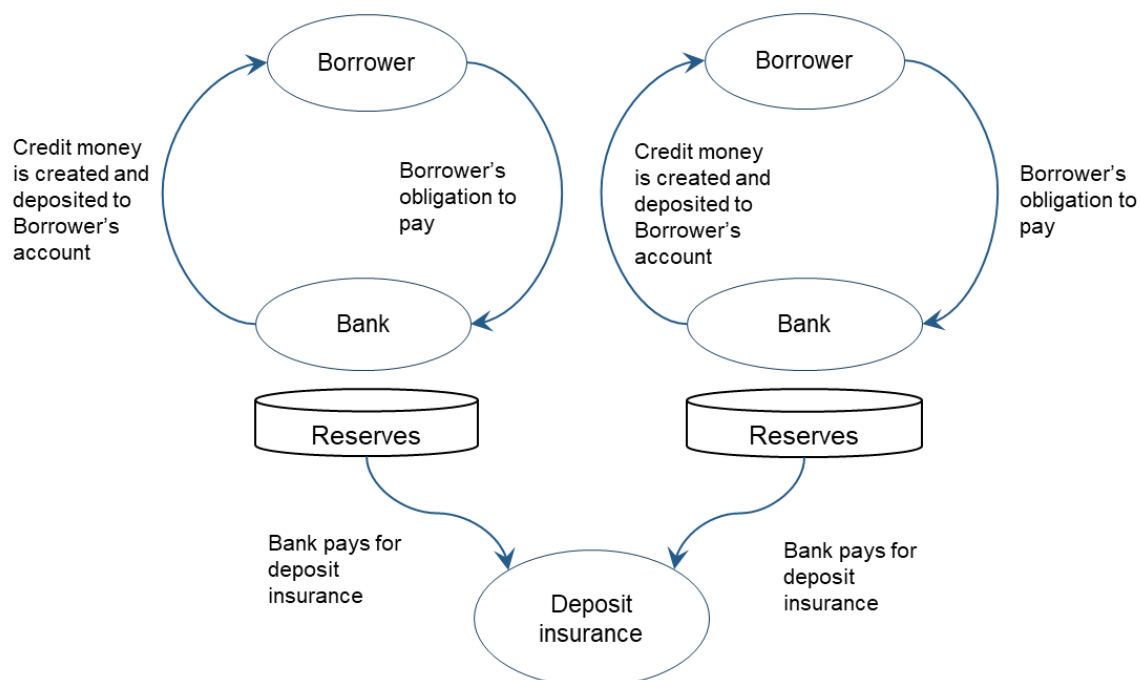 Borrower
Credit money
is created and
deposited to
Borrower's
account
Borrower's
obligation to
pay
Bank
Reserves
Bank pays for
deposit
insurance
Borrower
Credit money
is created and
deposited to
Borrower's
account
Borrower's
obligation to
pay
Bank
Reserves
Bank pays for
deposit
insurance
Deposit
insurance